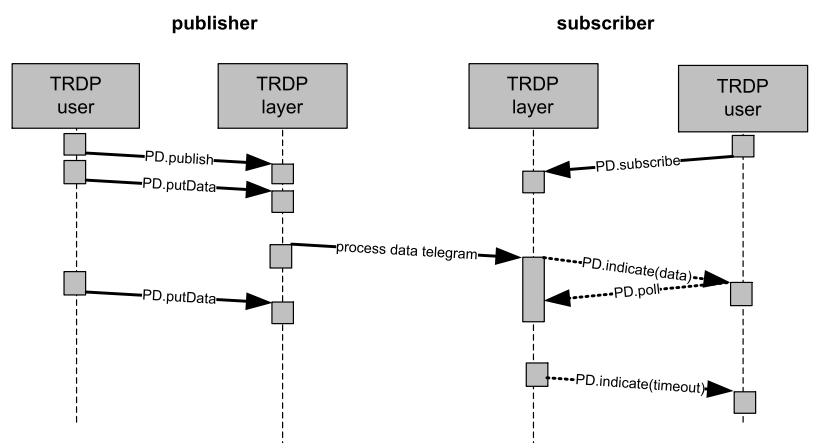 publisher
subscriber
TRDP
user
TRDP
layer
TRDP
layer
TRDP
user
PD.publish
PD.subscribe
PD.putData
process data telegram
PD.indicate(data)
PD.poll
PD.putData
PD.indicate(timeout)